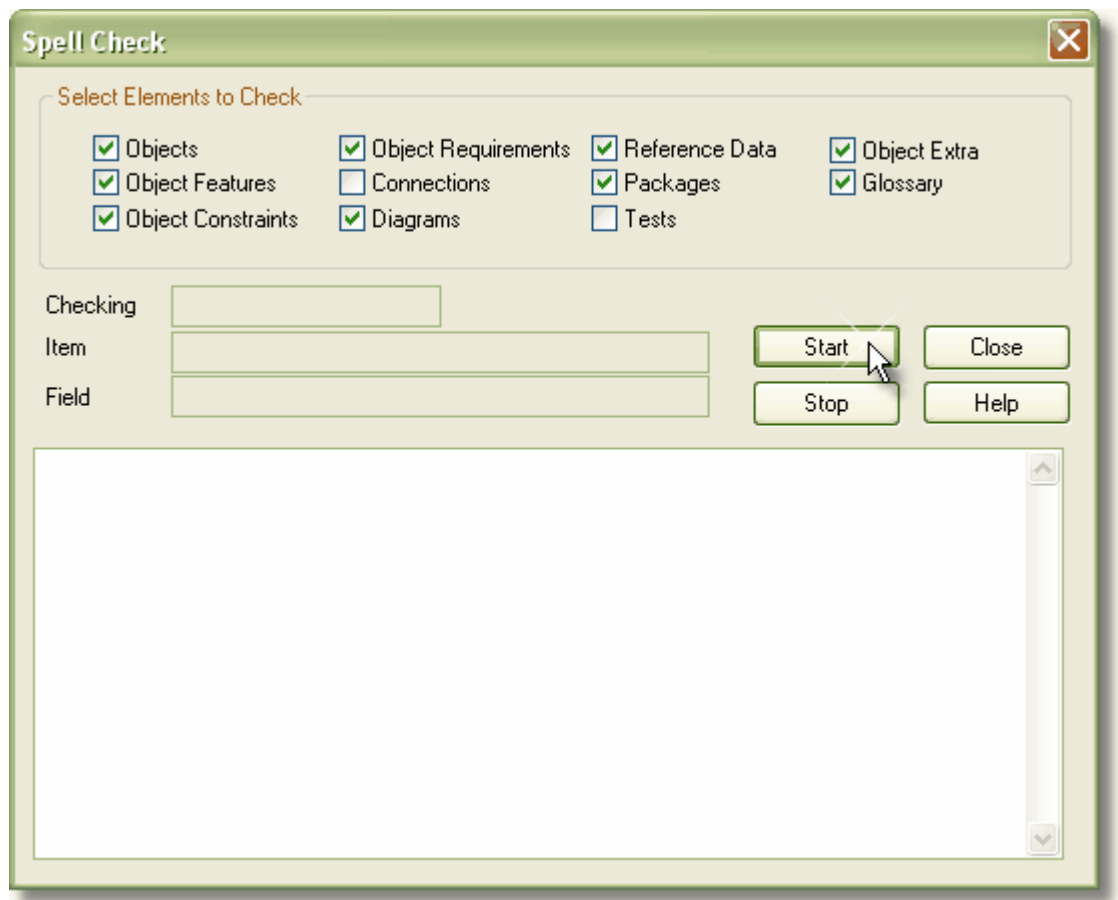 Spell Check
Select Elements to Check
Objects Object Requirements Reference Data Object Extra
Object Features Connections Packages Glossary
Object Constraints Diagrams Tests
Checking
Item Start Close
Field Stop Help